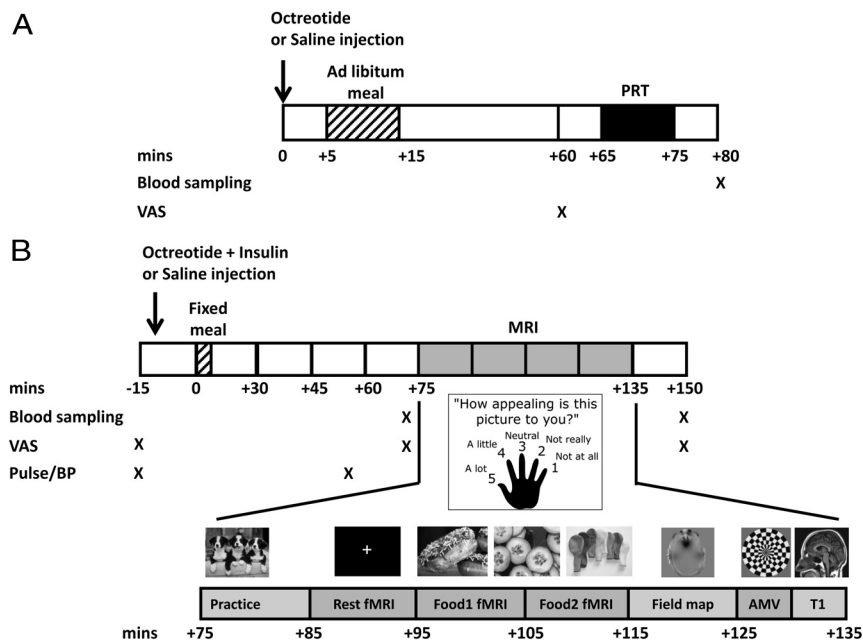 A
Octreotide
or Saline injection
Ad libitum
meal
PRT
mins 0 +5 +15 +60 +65 +75 +80
Blood sampling X
VAS X
B
Octreotide + Insulin
or Saline injection
Fixed
meal
MRI
mins -15 0 +30 +45 +60 +75 +135 +150
Blood sampling X X
VAS X X X
Pulse/BP X X
"How appealing is this
picture to you?"
Neutral
A little Not really
4 3 2
Not at all
A lot
5 1
Practice Rest fMRI Food1 fMRI Food2 fMRI Field map AMV T1
mins +75 +85 +95 +105 +115 +125 +135